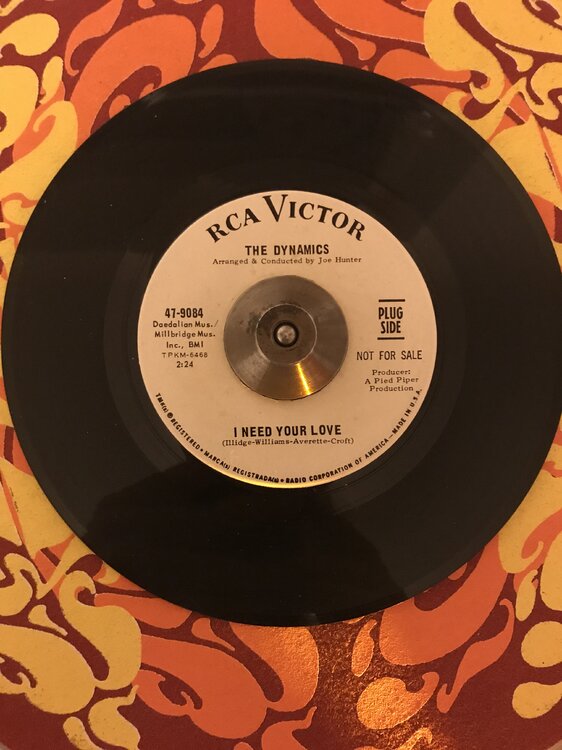 RCA VICTOR
THE DYNAMICS
Arranged & Conducted by Joe Hunter
47-9084
Daedalian Mus./
Millbridge Mus.
Inc., BMI
TPKM-6468
2:24
PLUG
SIDE
NOT FOR SALE
Producer:
A Pied Piper
Production
I NEED YOUR LOVE
(Illidge-Williams-Averette-Croft)
TMK(s) ® REGISTERED • MARCA(s) REGISTRADA(s) • RADIO CORPORATION OF AMERICA—MADE IN U.S.A.